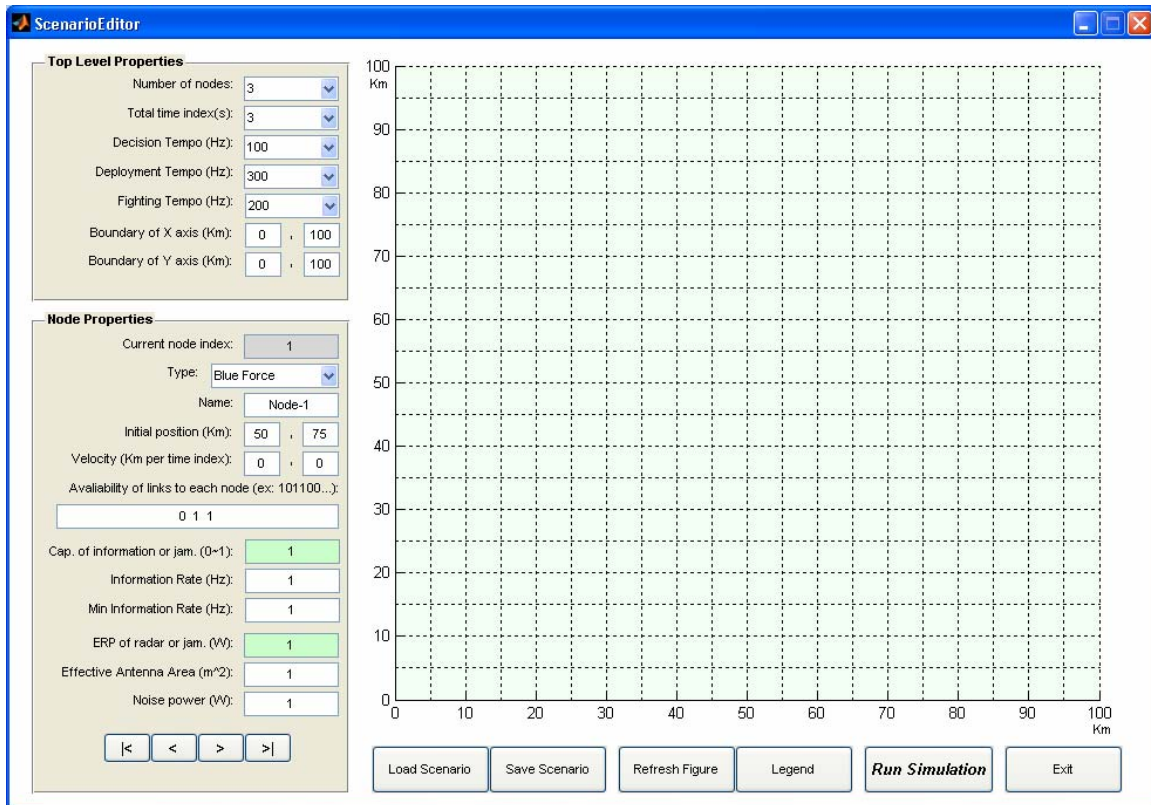 ScenarioEditor
Top Level Properties
Number of nodes: 3
Total time index(s): 3
Decision Tempo (Hz): 100
Deployment Tempo (Hz): 300
Fighting Tempo (Hz): 200
Boundary of X axis (Km): 0 , 100
Boundary of Y axis (Km): 0 , 100
Node Properties
Current node index: 1
Type: Blue Force
Name: Node-1
Initial position (Km): 50 , 75
Velocity (Km per time index): 0 , 0
Avaliability of links to each node (ex: 101100...):
0 1 1
Cap. of information or jam. (0~1): 1
Information Rate (Hz): 1
Min Information Rate (Hz): 1
ERP of radar or jam. (W): 1
Effective Antenna Area (m^2): 1
Noise power (W): 1
|< < > >|
100
Km
90
80
70
60
50
40
30
20
10
0
0 10 20 30 40 50 60 70 80 90 100
Km
Load Scenario Save Scenario Refresh Figure Legend Run Simulation Exit